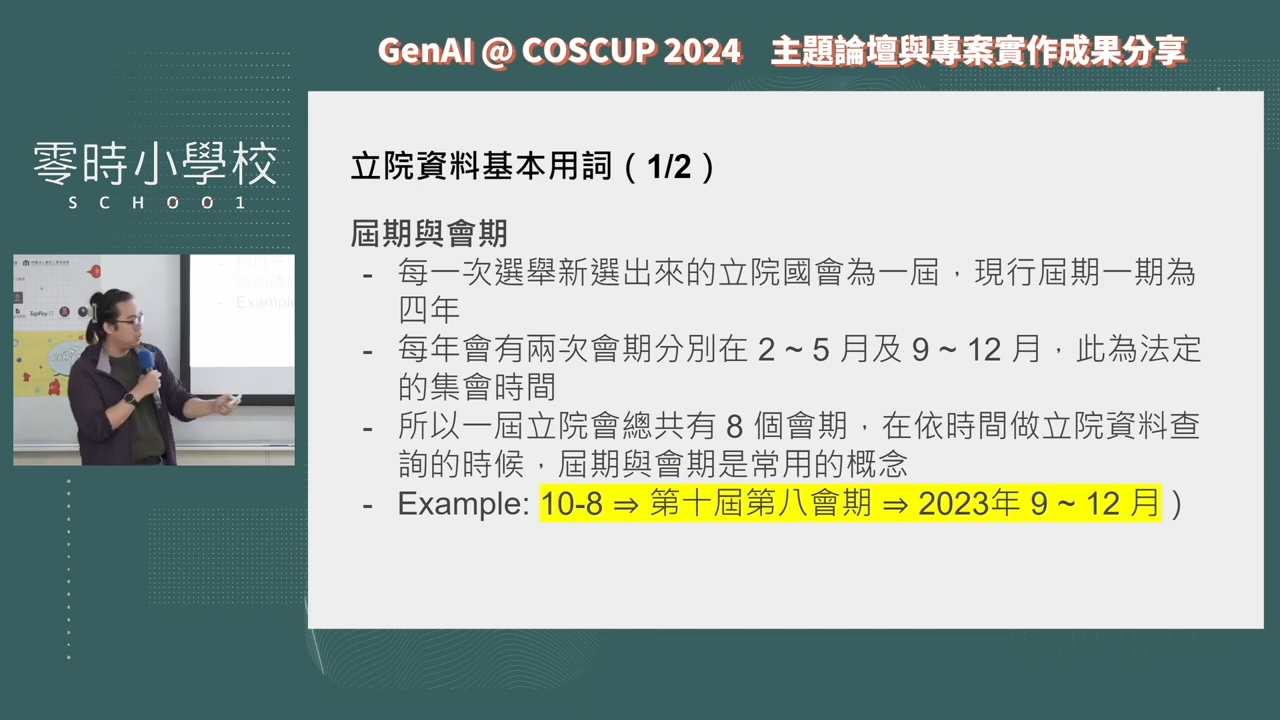 GenAI @ COSCUP 2024 主題論壇與專案實作成果分享
零時小學校
SCHOO1
立院資料基本用詞（1/2）
屆期與會期
- 每一次選舉新選出來的立院國會為一屆，現行屆期一期為
四年
- 每年會有兩次會期分別在 2 ~ 5 月及 9 ~ 12 月，此為法定
的集會時間
- 所以一屆立院會總共有 8 個會期，在依時間做立院資料查
詢的時候，屆期與會期是常用的概念
- Example: 10-8 ⇒ 第十屆第八會期 ⇒ 2023年 9 ~ 12 月）
- Example